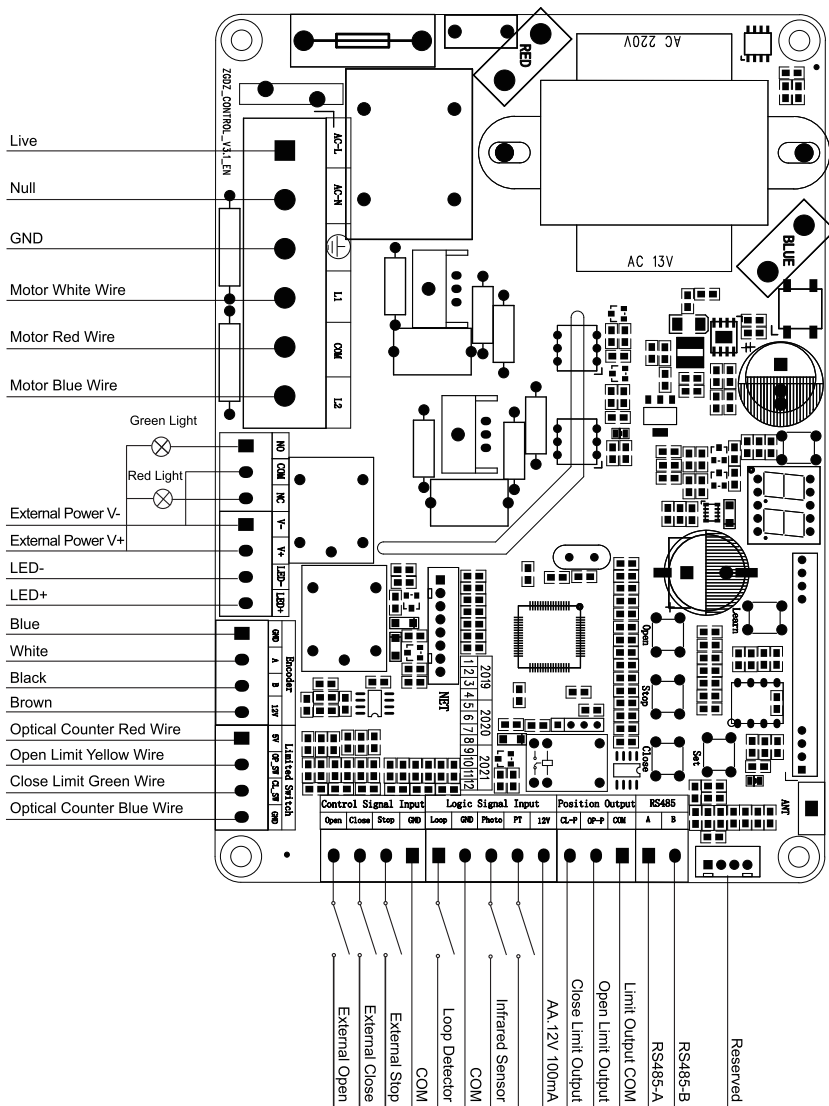 AC 220V
RED
ZGDZ_CONTROL_V3.1_EN
Live
AC-L
Null
AC-N
GND
BLUE
AC 13V
Motor White Wire
L1
Motor Red Wire
COM
+
Motor Blue Wire
L2
Green Light
NO
COM
Red Light
NC
External Power V-
V-
External Power V+
V+
LED-
LED-
LED+
LED+
Learn
Blue
GND
Open
White
A
Encoder
Black
B
NET
Stop
Brown
12V
1 2 3 4 5 6 7 8 9 10 11 12
2019 2020 2021
Optical Counter Red Wire
5V
Open Limit Yellow Wire
OP_SW
Limited Switch
Close
Set
Close Limit Green Wire
CL_SW
Optical Counter Blue Wire
GND
ANT
Control Signal Input Logic Signal Input Position Output RS485
Open Close Stop GND Loop GND Photo PT 12V CL-P OP-P COM A B
External Open
External Close
External Stop
COM
Loop Detector
COM
Infrared Sensor
AA.12V 100mA
Close Limit Output
Open Limit Output
Limit Output COM
RS485-A
RS485-B
Reserved